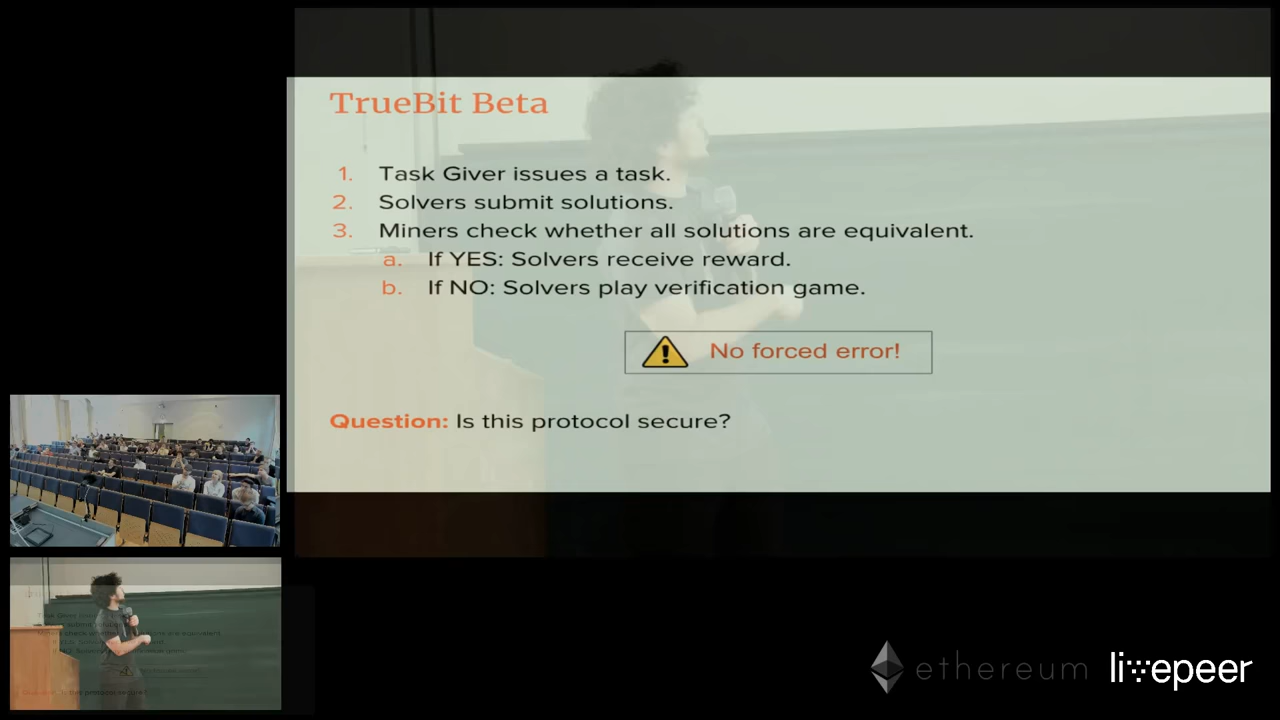 TrueBit Beta
1. Task Giver issues a task.
2. Solvers submit solutions.
3. Miners check whether all solutions are equivalent.
a. If YES: Solvers receive reward.
b. If NO: Solvers play verification game.
No forced error!
Question: Is this protocol secure?
ethereum livepeer